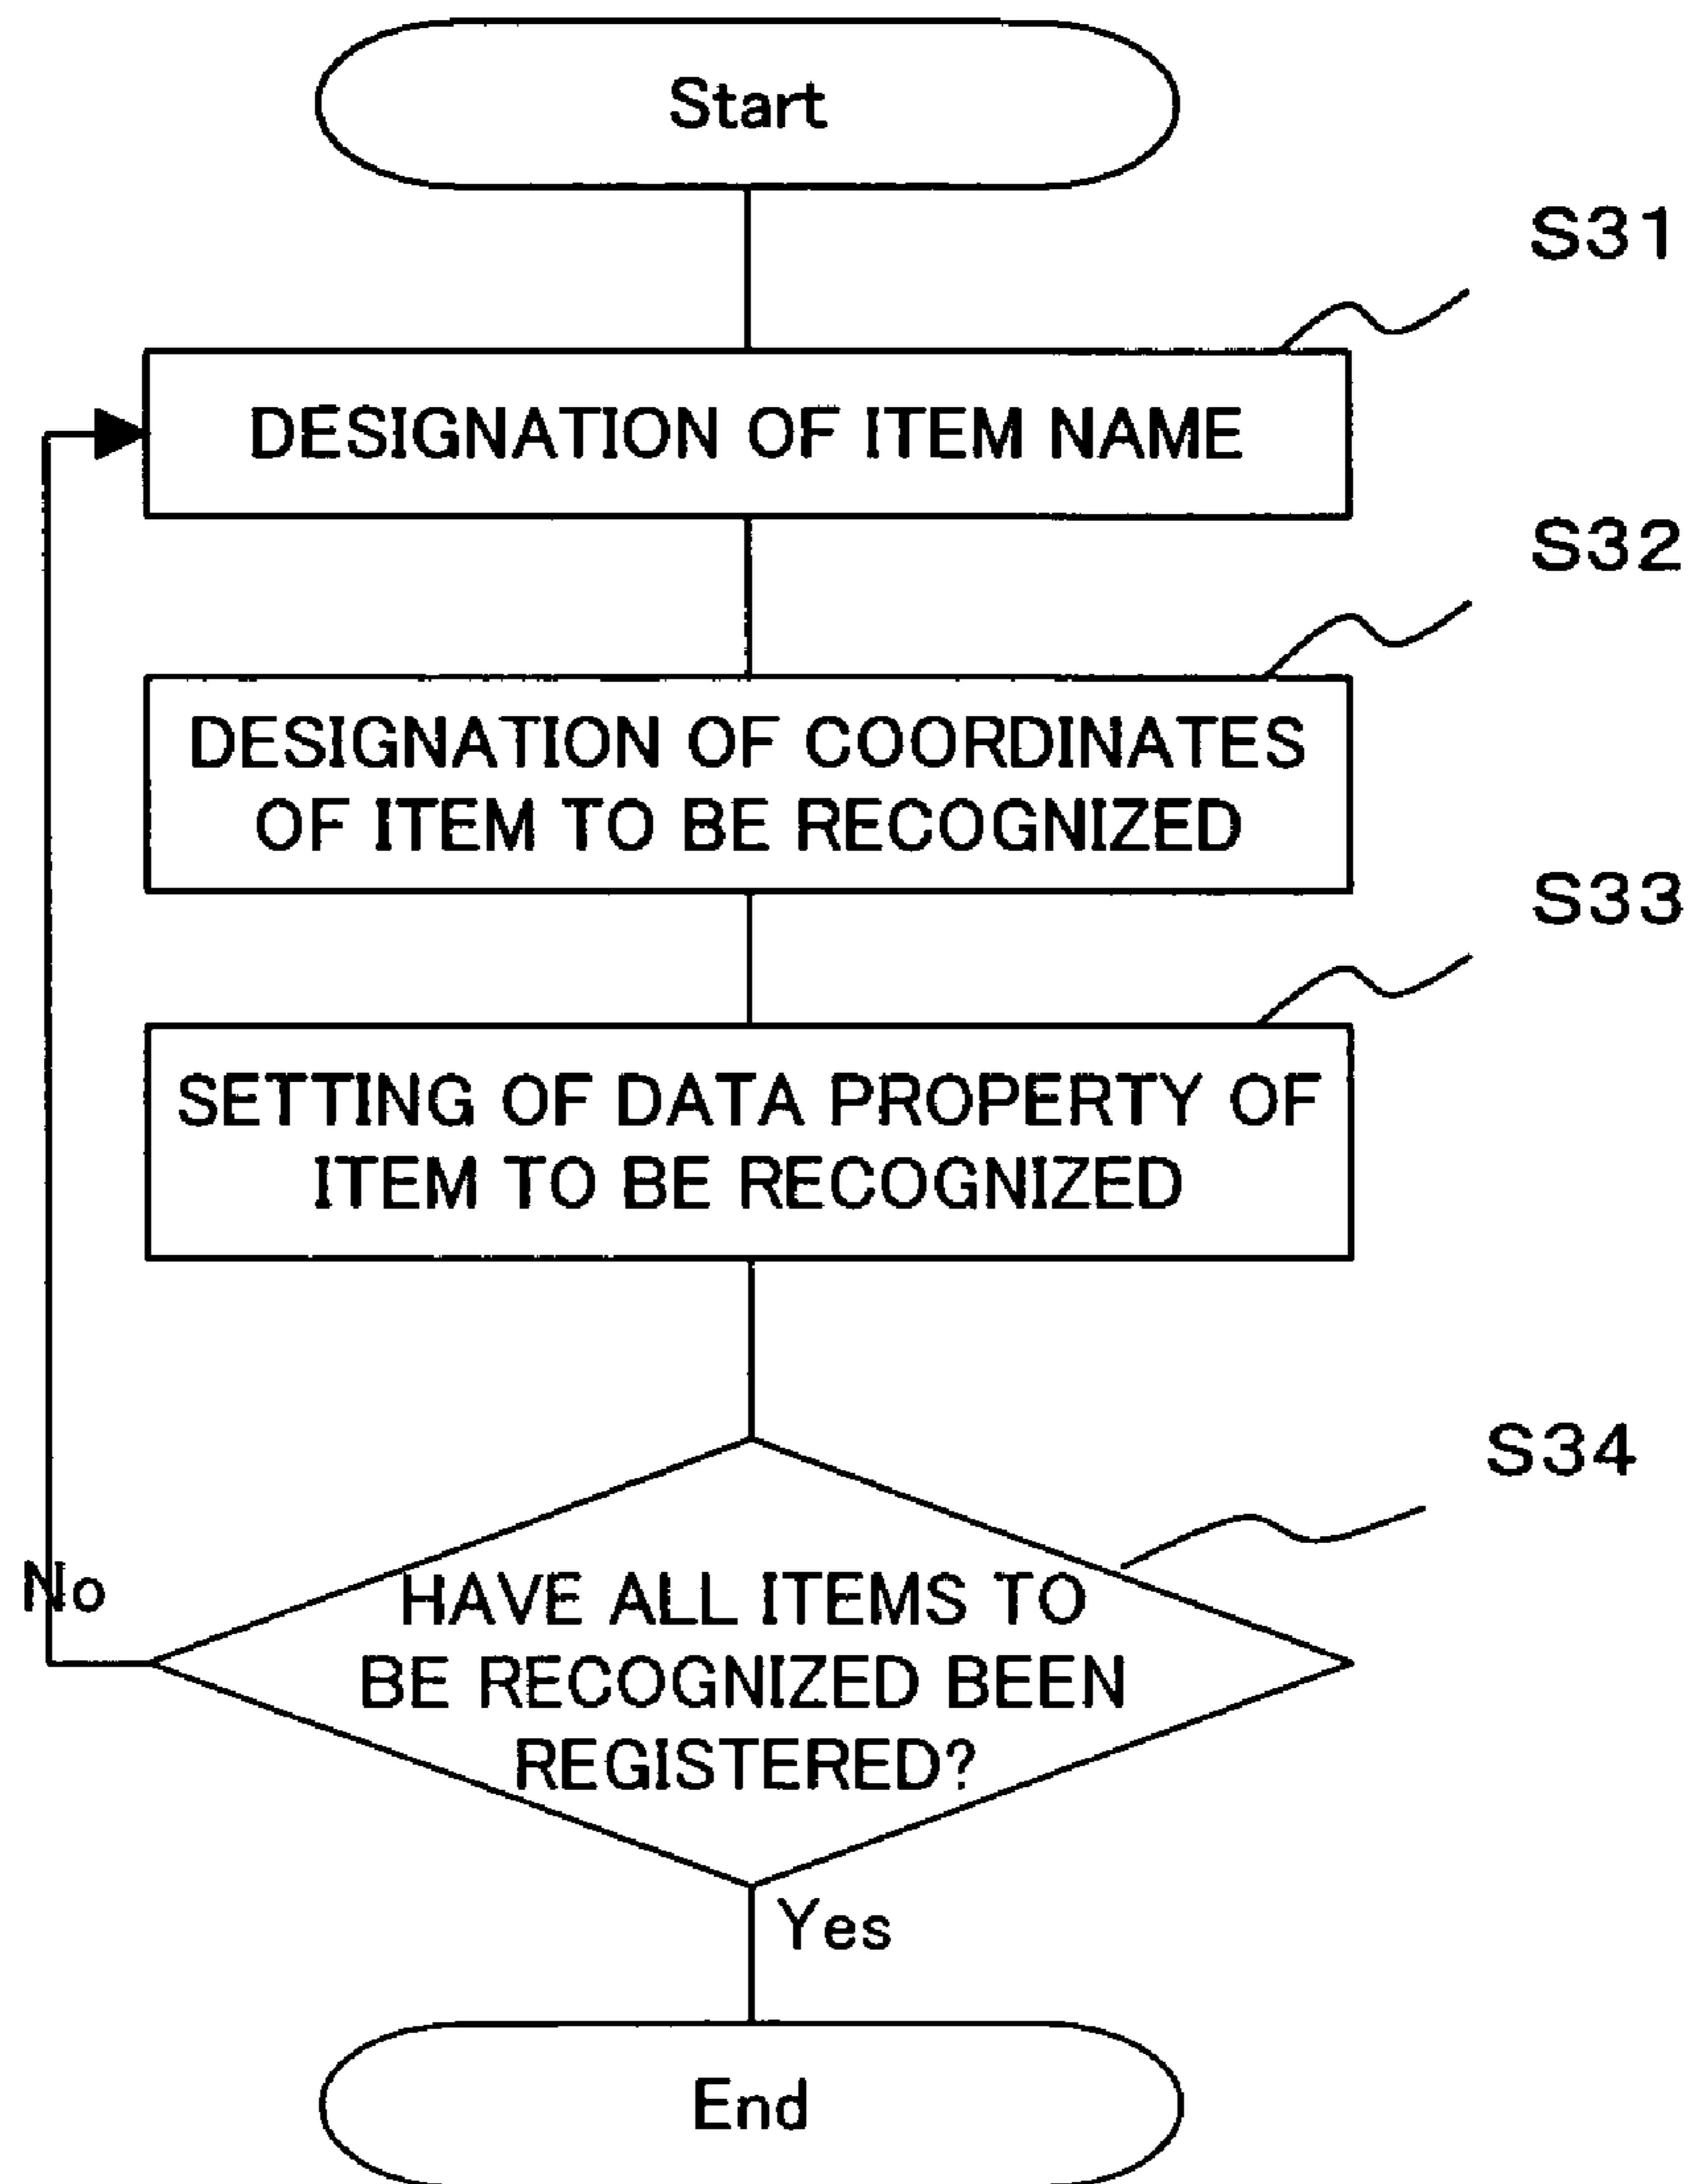 Start
S31
DESIGNATION OF ITEM NAME
S32
DESIGNATION OF COORDINATES
OF ITEM TO BE RECOGNIZED
S33
SETTING OF DATA PROPERTY OF
ITEM TO BE RECOGNIZED
S34
No
HAVE ALL ITEMS TO
BE RECOGNIZED BEEN
REGISTERED?
Yes
End